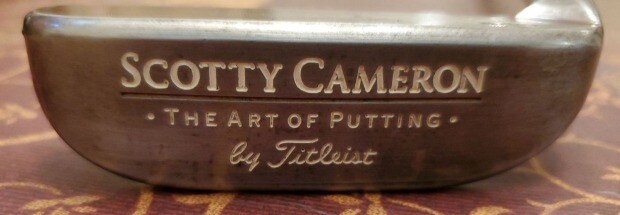 SCOTTY CAMERON
• THE ART OF PUTTING •
by Titleist